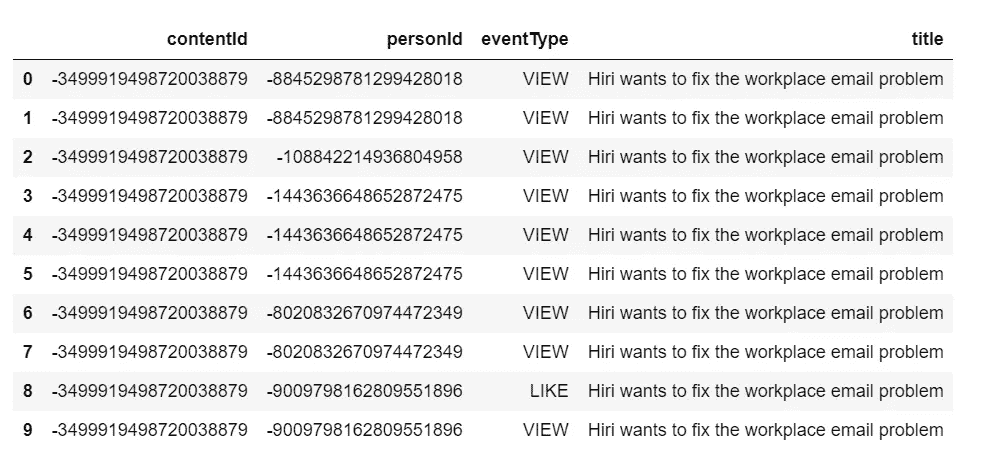 contentId personId eventType title
0 -3499919498720038879 -8845298781299428018 VIEW Hiri wants to fix the workplace email problem
1 -3499919498720038879 -8845298781299428018 VIEW Hiri wants to fix the workplace email problem
2 -3499919498720038879 -108842214936804958 VIEW Hiri wants to fix the workplace email problem
3 -3499919498720038879 -1443636648652872475 VIEW Hiri wants to fix the workplace email problem
4 -3499919498720038879 -1443636648652872475 VIEW Hiri wants to fix the workplace email problem
5 -3499919498720038879 -1443636648652872475 VIEW Hiri wants to fix the workplace email problem
6 -3499919498720038879 -8020832670974472349 VIEW Hiri wants to fix the workplace email problem
7 -3499919498720038879 -8020832670974472349 VIEW Hiri wants to fix the workplace email problem
8 -3499919498720038879 -9009798162809551896 LIKE Hiri wants to fix the workplace email problem
9 -3499919498720038879 -9009798162809551896 VIEW Hiri wants to fix the workplace email problem